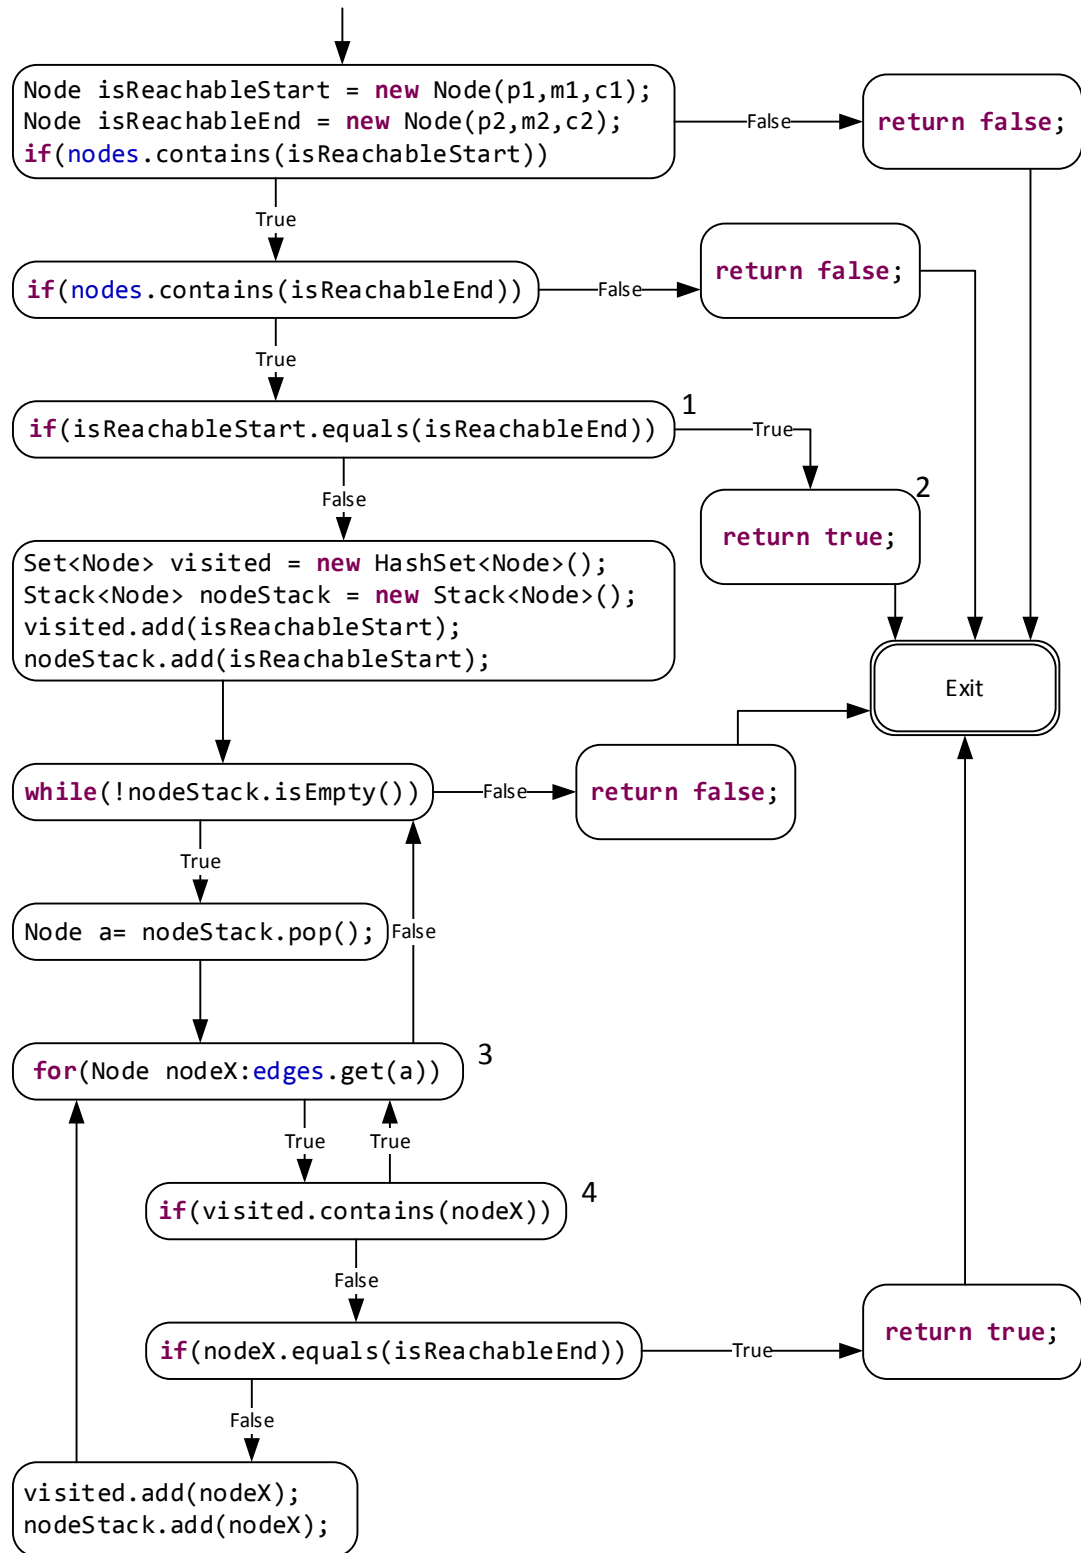 Node isReachableStart = new Node(p1,m1,c1);
Node isReachableEnd = new Node(p2,m2,c2);
if(nodes.contains(isReachableStart))
False
return false;
True
if(nodes.contains(isReachableEnd))
False
return false;
True
if(isReachableStart.equals(isReachableEnd))
1
True
2
return true;
False
Set<Node> visited = new HashSet<Node>();
Stack<Node> nodeStack = new Stack<Node>();
visited.add(isReachableStart);
nodeStack.add(isReachableStart);
Exit
while(!nodeStack.isEmpty())
False
return false;
True
Node a= nodeStack.pop();
False
for(Node nodeX:edges.get(a))
3
True
True
if(visited.contains(nodeX))
4
False
if(nodeX.equals(isReachableEnd))
True
return true;
False
visited.add(nodeX);
nodeStack.add(nodeX);